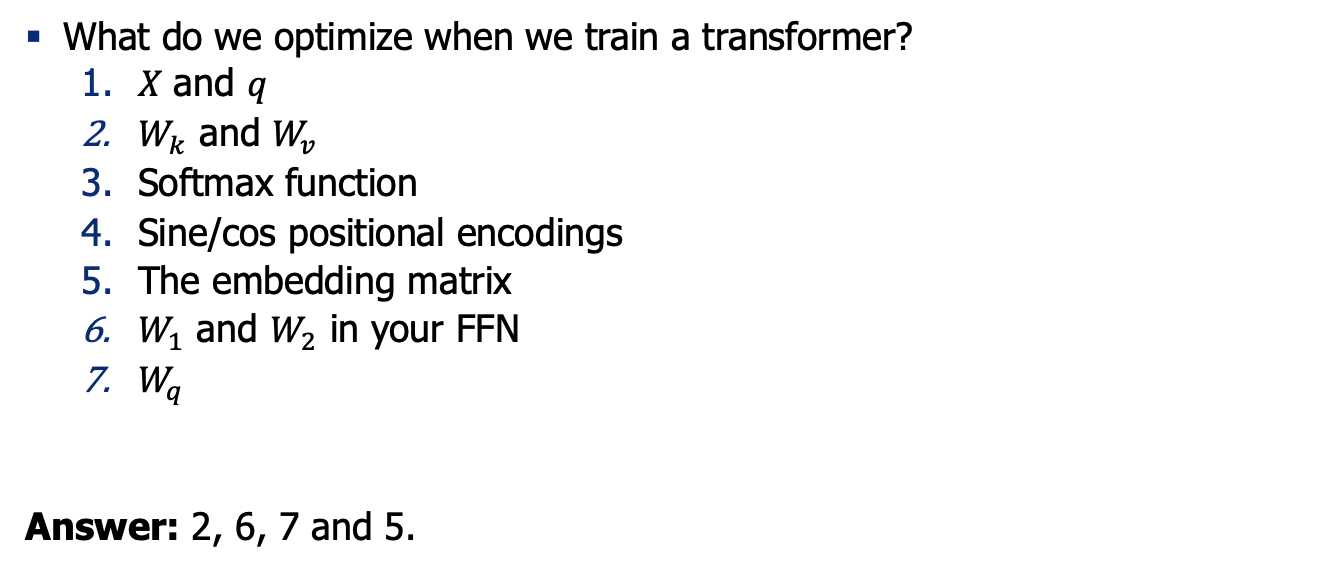 ▪ What do we optimize when we train a transformer?
1. X and q
2. Wₖ and Wᵥ
3. Softmax function
4. Sine/cos positional encodings
5. The embedding matrix
6. W₁ and W₂ in your FFN
7. W_q
Answer: 2, 6, 7 and 5.